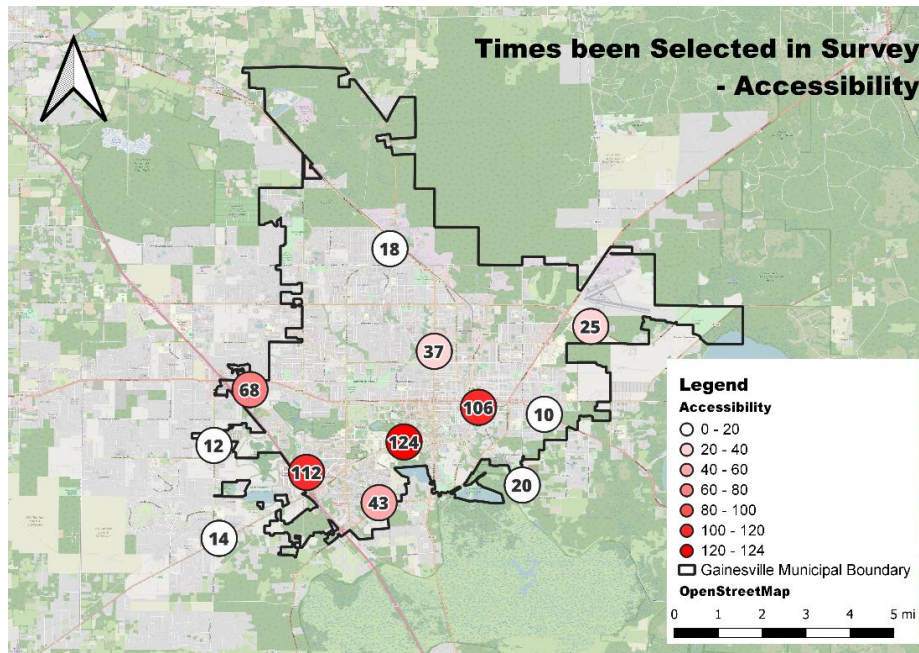 Times been Selected in Survey
- Accessibility
18
25
37
68
106
10
124
12
112
20
43
14
Legend
Accessibility
0 - 20
20 - 40
40 - 60
60 - 80
80 - 100
100 - 120
120 - 124
Gainesville Municipal Boundary
OpenStreetMap
0 1 2 3 4 5 mi